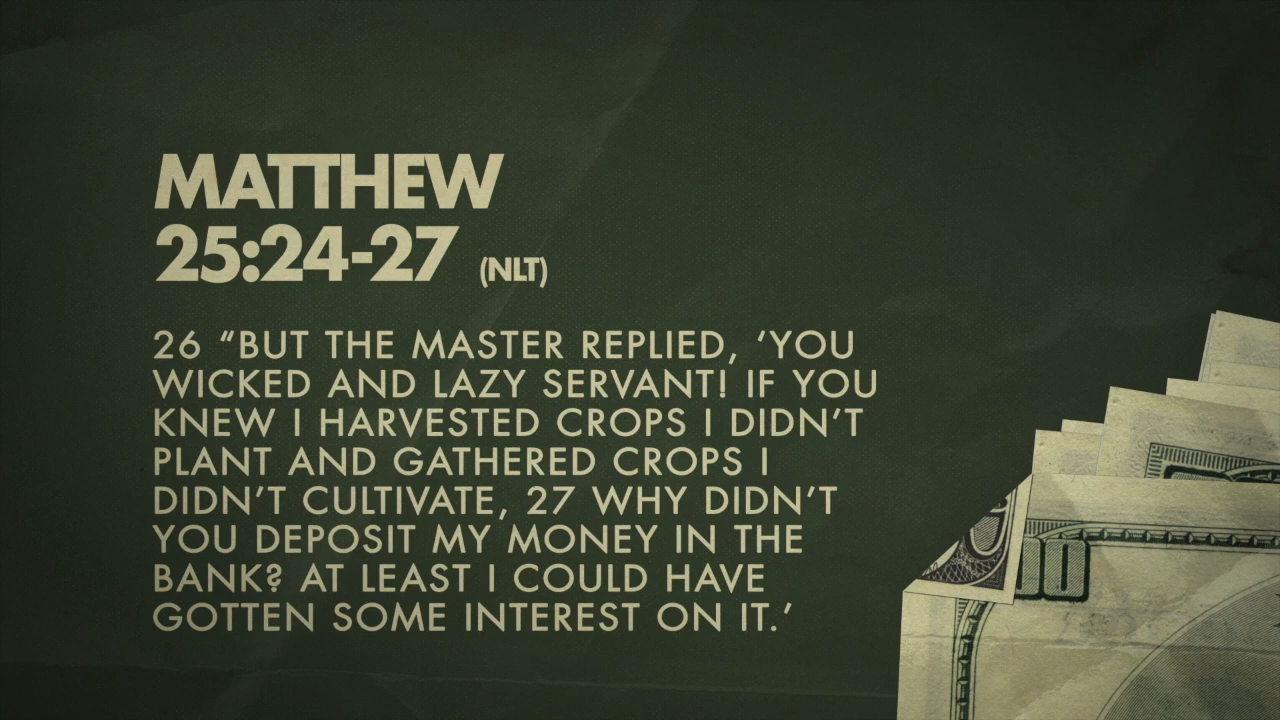 MATTHEW
25:24-27 (NLT)
26 “BUT THE MASTER REPLIED, ‘YOU
WICKED AND LAZY SERVANT! IF YOU
KNEW I HARVESTED CROPS I DIDN’T
PLANT AND GATHERED CROPS I
DIDN’T CULTIVATE, 27 WHY DIDN’T
YOU DEPOSIT MY MONEY IN THE
BANK? AT LEAST I COULD HAVE
GOTTEN SOME INTEREST ON IT.’